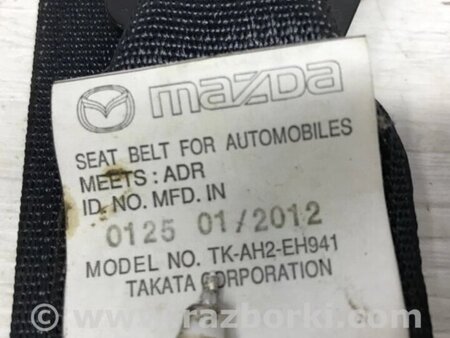 mazda
SEAT BELT FOR AUTOMOBILES
MEETS : ADR
ID. NO. MFD. IN
0125 01/2012
MODEL NO. TK-AH2-EH941
TAKATA CORPORATION
© www.razborki.com